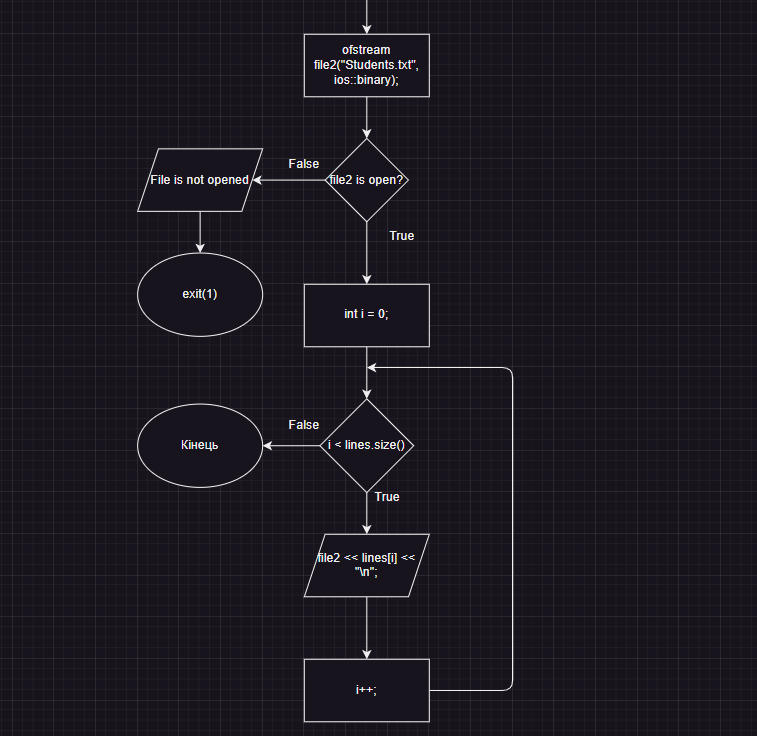 ofstream
file2("Students.txt",
ios::binary);
False
File is not opened
file2 is open?
True
exit(1)
int i = 0;
False
Кінець
i < lines.size()
True
file2 << lines[i] <<
"\n";
i++;